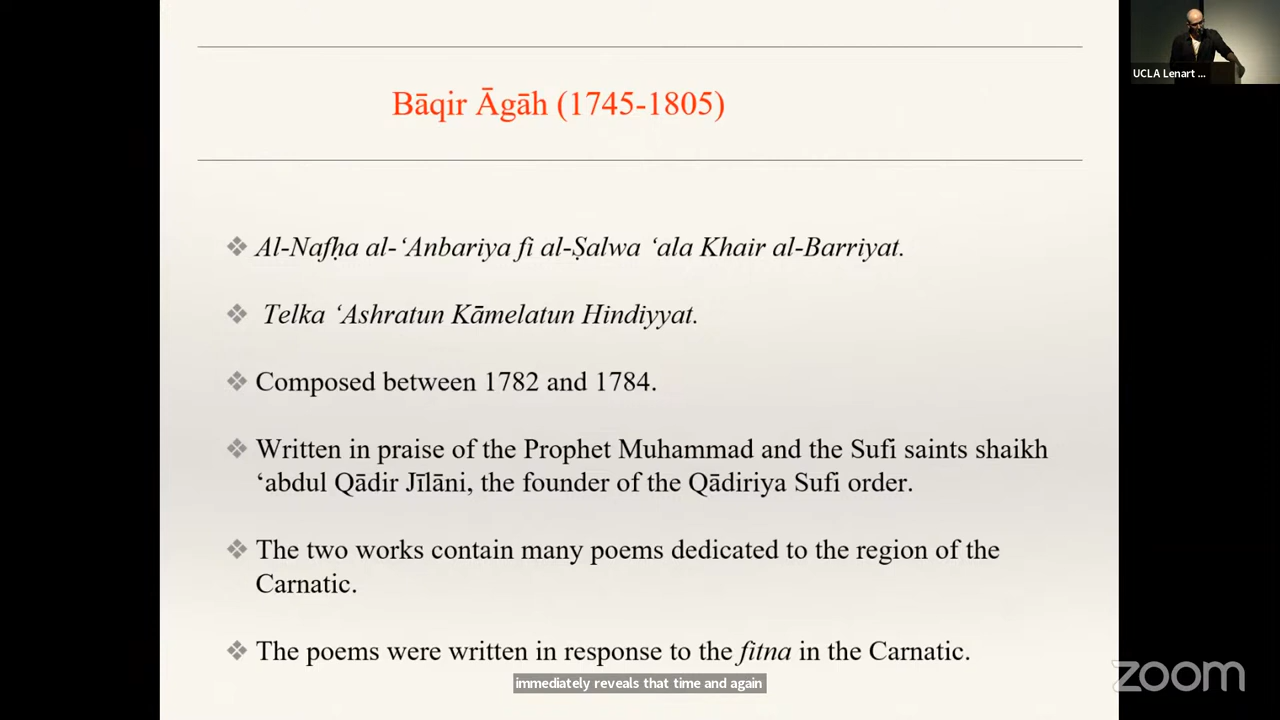 UCLA Lenart ...
Bāqir Āgāh (1745-1805)
Al-Nafḥa al-‘Anbariya fi al-Ṣalwa ‘ala Khair al-Barriyat.
Telka ‘Ashratun Kāmelatun Hindiyyat.
Composed between 1782 and 1784.
Written in praise of the Prophet Muhammad and the Sufi saints shaikh
‘abdul Qādir Jīlāni, the founder of the Qādiriya Sufi order.
The two works contain many poems dedicated to the region of the
Carnatic.
The poems were written in response to the fitna in the Carnatic.
immediately reveals that time and again
zoom